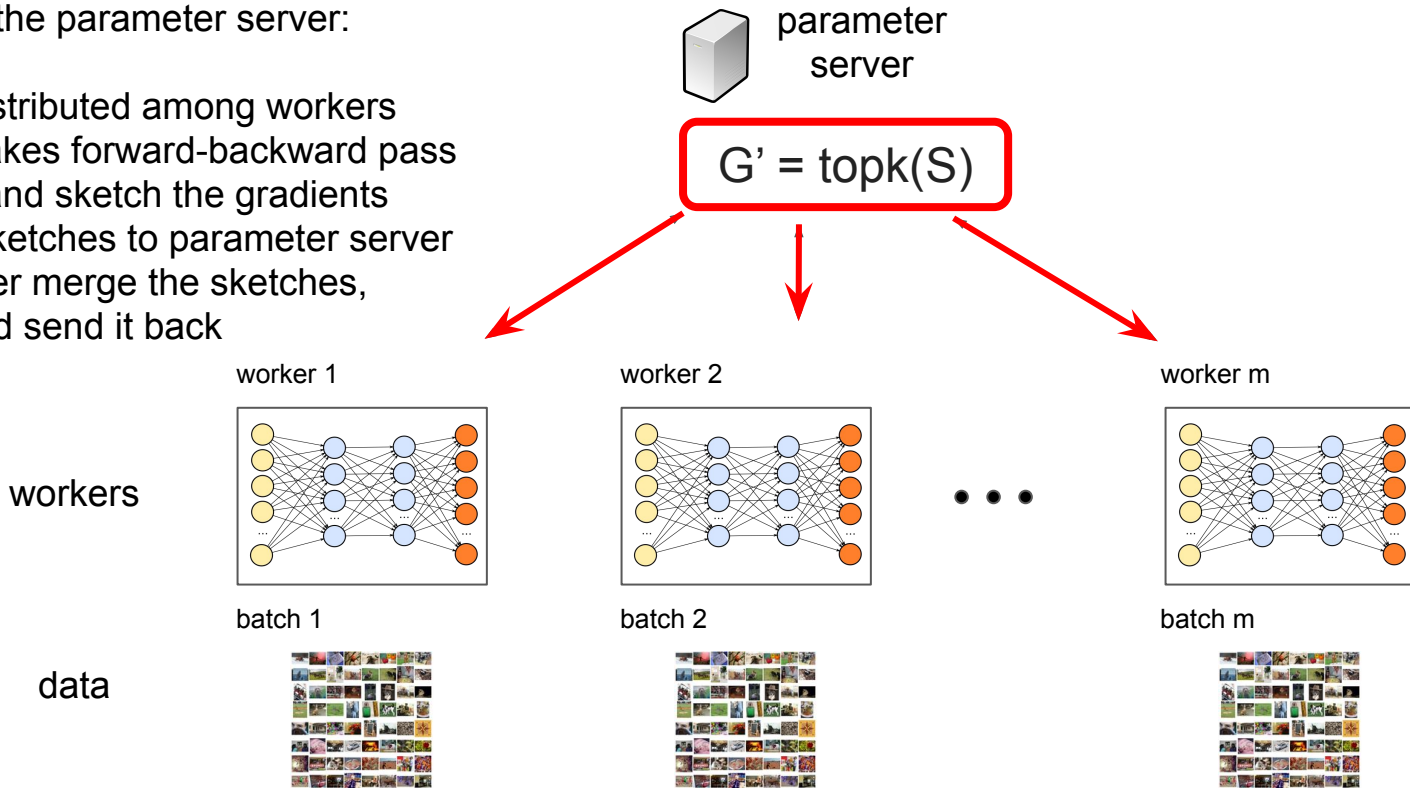 the parameter server:
stributed among workers
akes forward-backward pass
and sketch the gradients
ketches to parameter server
er merge the sketches,
d send it back
parameter
server
G’ = topk(S)
worker 1
worker 2
worker m
workers
...
...
...
...
...
...
...
...
...
...
...
...
batch 1
batch 2
batch m
data